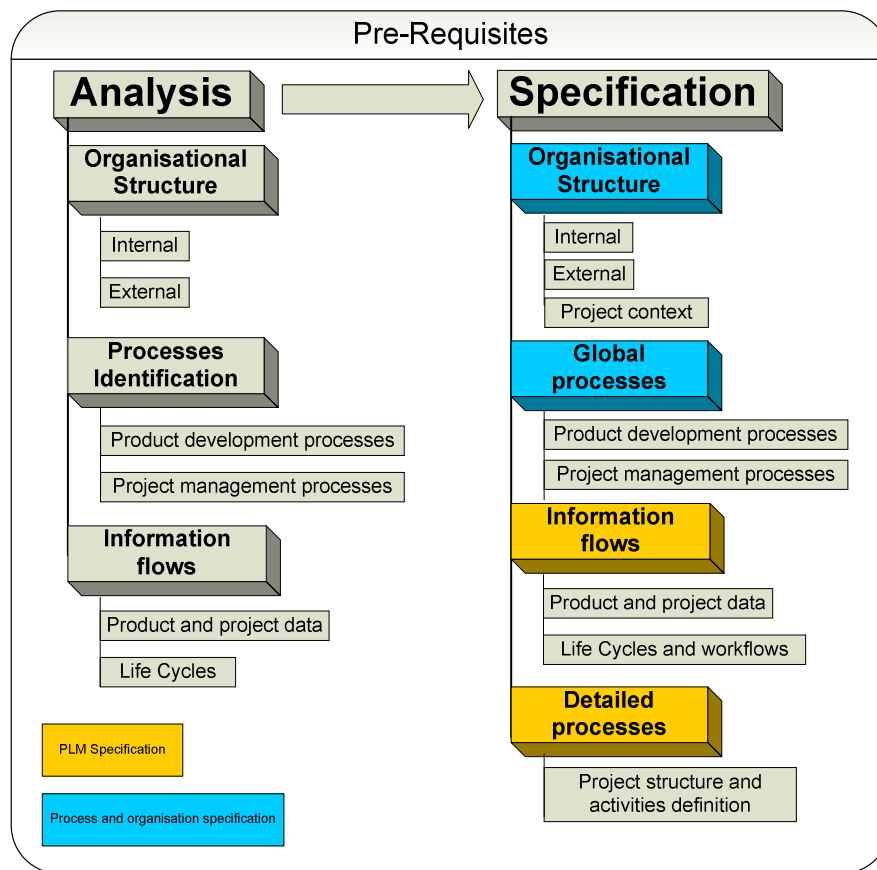 Pre-Requisites
Analysis
Organisational
Structure
Internal
External
Processes
Identification
Product development processes
Project management processes
Information
flows
Product and project data
Life Cycles
PLM Specification
Process and organisation specification
Specification
Organisational
Structure
Internal
External
Project context
Global
processes
Product development processes
Project management processes
Information
flows
Product and project data
Life Cycles and workflows
Detailed
processes
Project structure and
activities definition